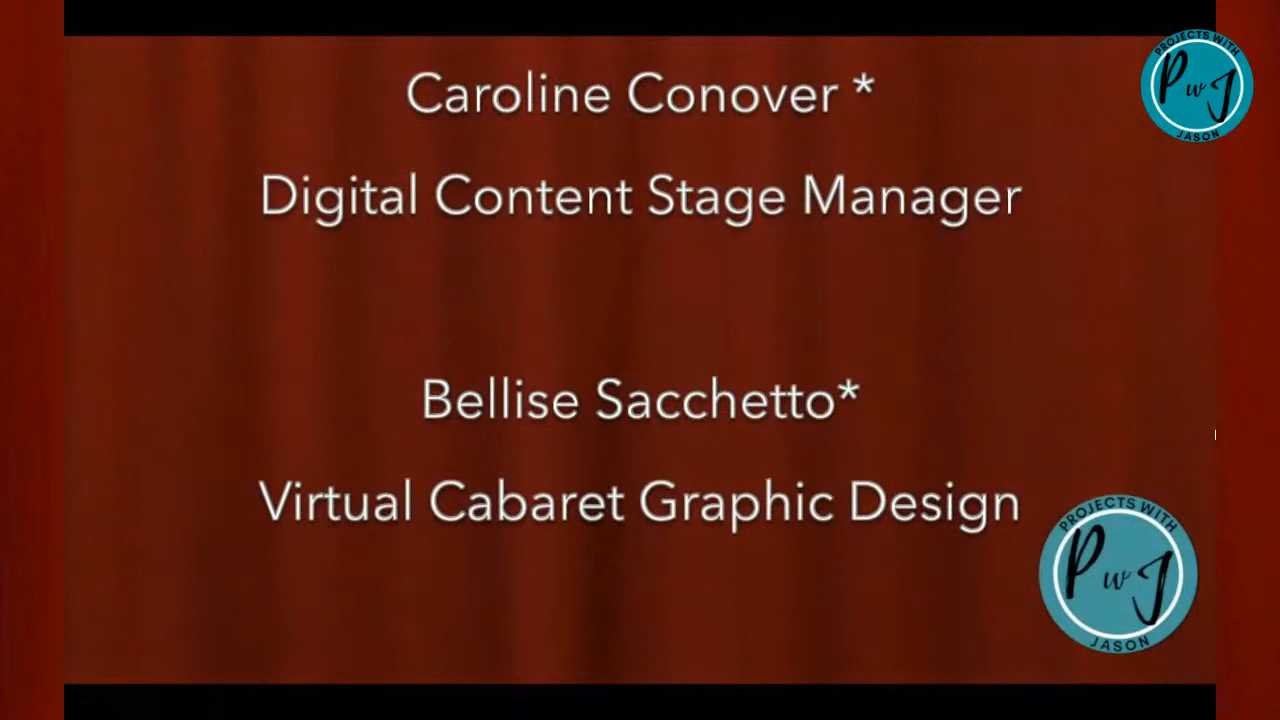 Caroline Conover *
PROJECTS WITH
PwJ
JASON
Digital Content Stage Manager
Bellise Sacchetto*
Virtual Cabaret Graphic Design
PROJECTS WITH
PwJ
JASON